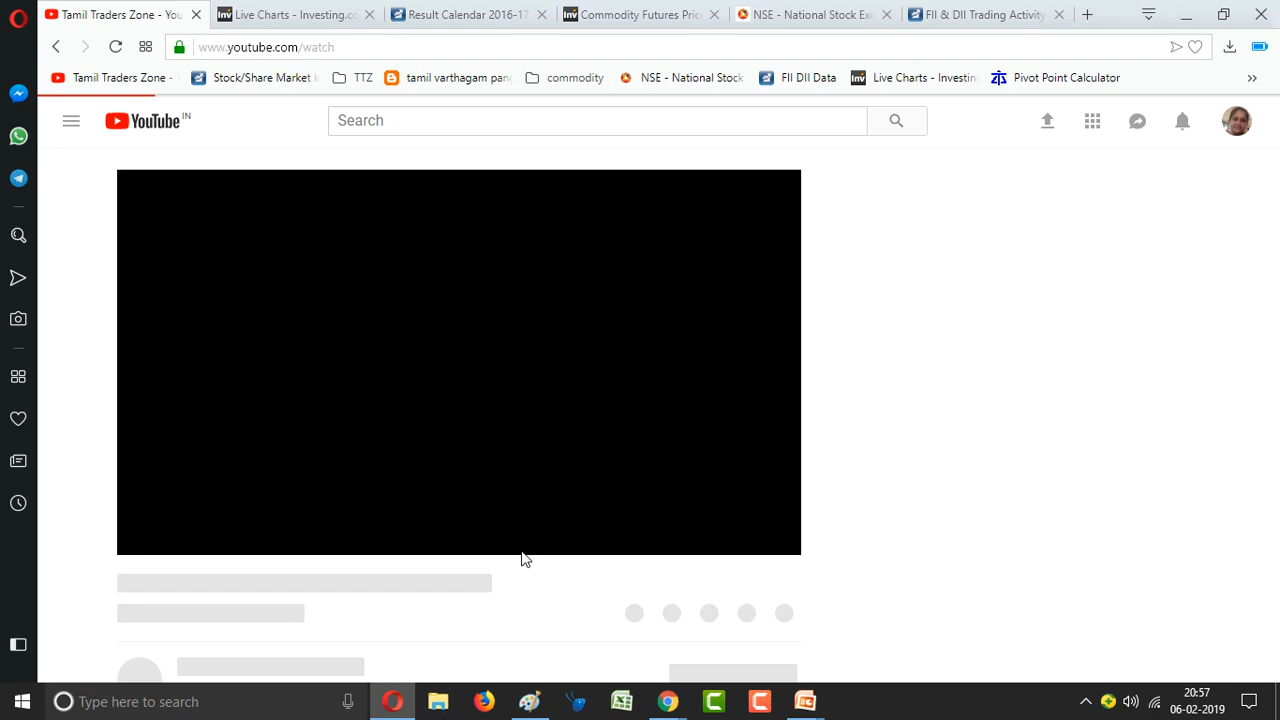 Tamil Traders Zone - You
Live Charts - Investing.co
Result Calendar 2016-17
Commodity Futures Pric
NSE - National Stock Exc
FII & DII Trading Activity
www.youtube.com/watch
Tamil Traders Zone -
Stock/Share Market
TTZ
tamil varthagam pan
commodity
NSE - National Stock
FII DII Data
Live Charts - Investin
Pivot Point Calculator
YouTube IN
Search
Type here to search
20:57
06-02-2019